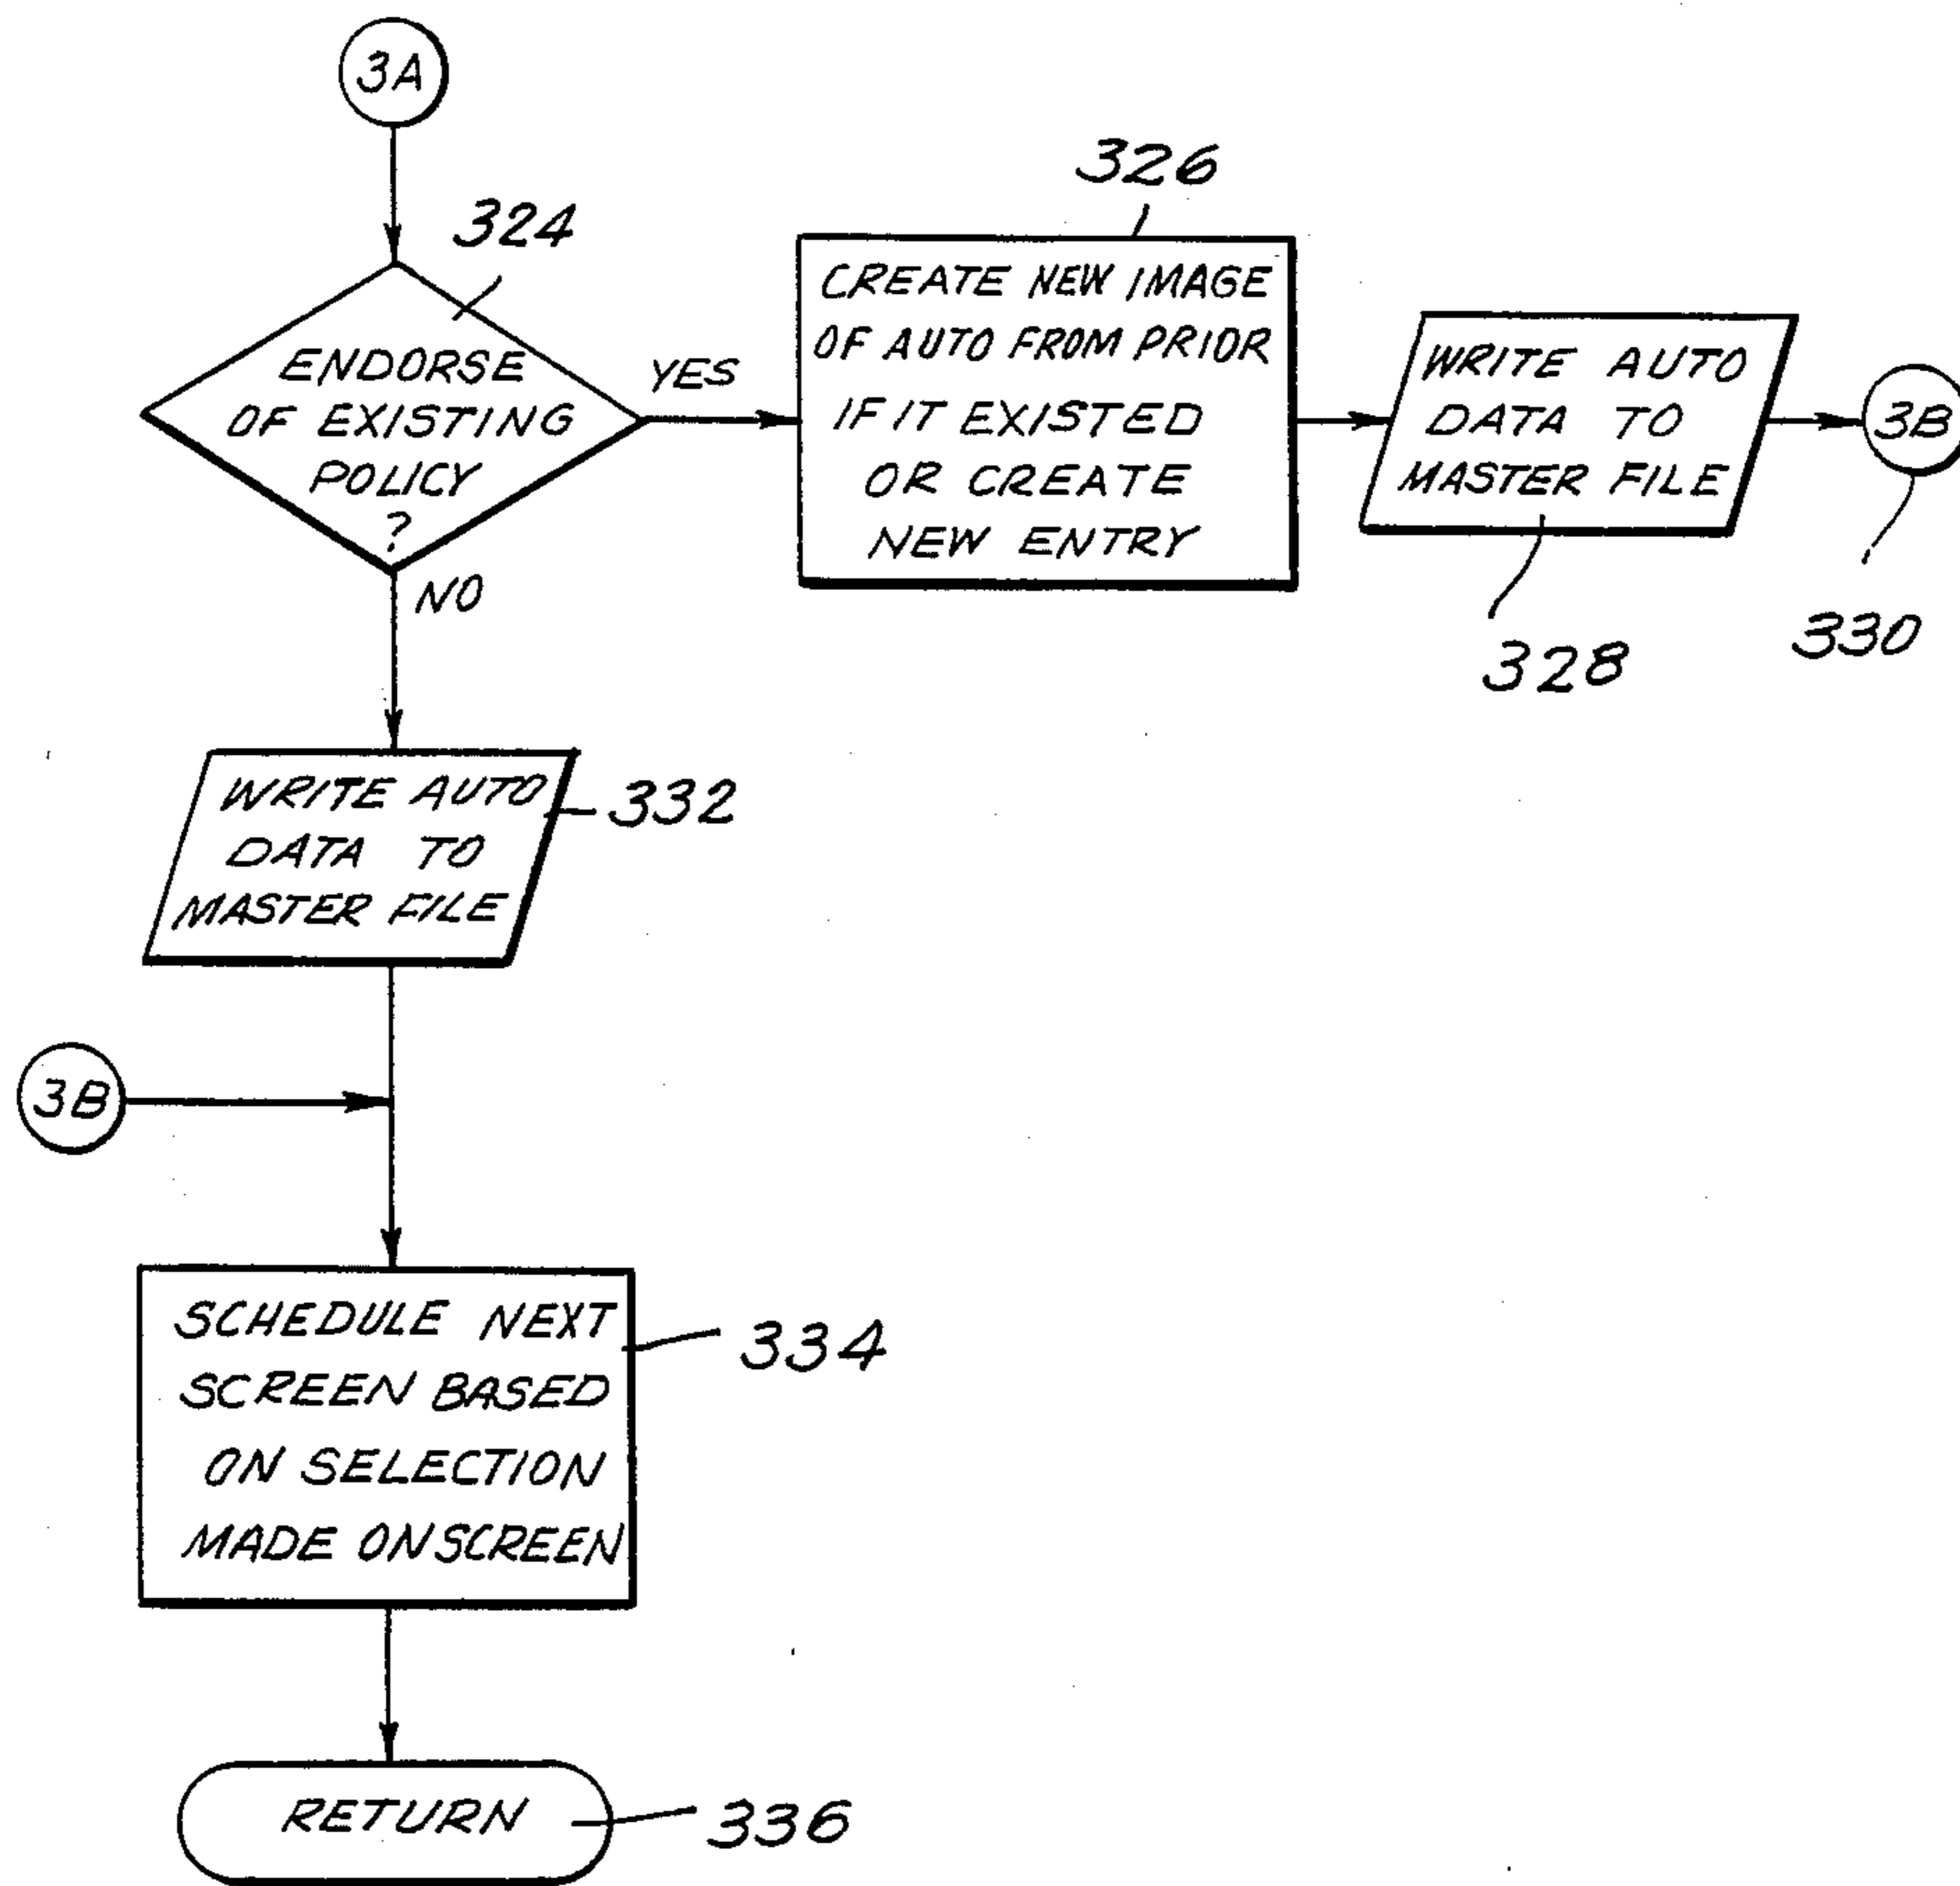 3A
324
ENDORSE
OF EXISTING
POLICY
?
YES
NO
326
CREATE NEW IMAGE
OF AUTO FROM PRIOR
IF IT EXISTED
OR CREATE
NEW ENTRY
WRITE AUTO
DATA TO
MASTER FILE
328
3B
330
WRITE AUTO
DATA TO
MASTER FILE
332
3B
SCHEDULE NEXT
SCREEN BASED
ON SELECTION
MADE ON SCREEN
334
RETURN
336